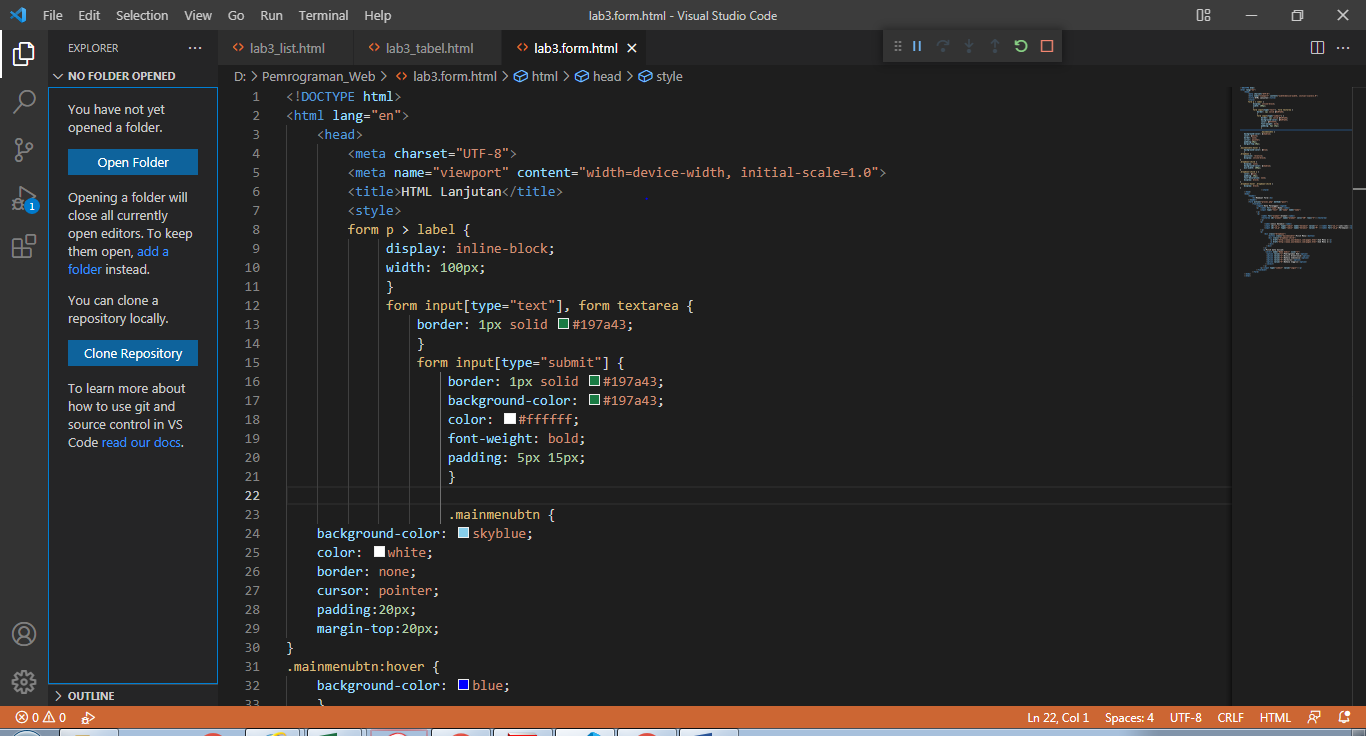 File Edit Selection View Go Run Terminal Help
lab3.form.html - Visual Studio Code
EXPLORER
NO FOLDER OPENED
You have not yet
opened a folder.
Open Folder
Opening a folder will
close all currently
open editors. To keep
them open, add a
folder instead.
You can clone a
repository locally.
Clone Repository
To learn more about
how to use git and
source control in VS
Code read our docs.
OUTLINE
1
lab3_list.html
lab3_tabel.html
lab3.form.html
D: > Pemrograman_Web > lab3.form.html > html > head > style
1 <!DOCTYPE html>
2 <html lang="en">
3 <head>
4 <meta charset="UTF-8">
5 <meta name="viewport" content="width=device-width, initial-scale=1.0">
6 <title>HTML Lanjutan</title>
7 <style>
8 form p > label {
9 display: inline-block;
10 width: 100px;
11 }
12 form input[type="text"], form textarea {
13 border: 1px solid #197a43;
14 }
15 form input[type="submit"] {
16 border: 1px solid #197a43;
17 background-color: #197a43;
18 color: #ffffff;
19 font-weight: bold;
20 padding: 5px 15px;
21 }
22
23 .mainmenubtn {
24 background-color: skyblue;
25 color: white;
26 border: none;
27 cursor: pointer;
28 padding:20px;
29 margin-top:20px;
30 }
31 .mainmenubtn:hover {
32 background-color: blue;
33 }
0 0
Ln 22, Col 1 Spaces: 4 UTF-8 CRLF HTML